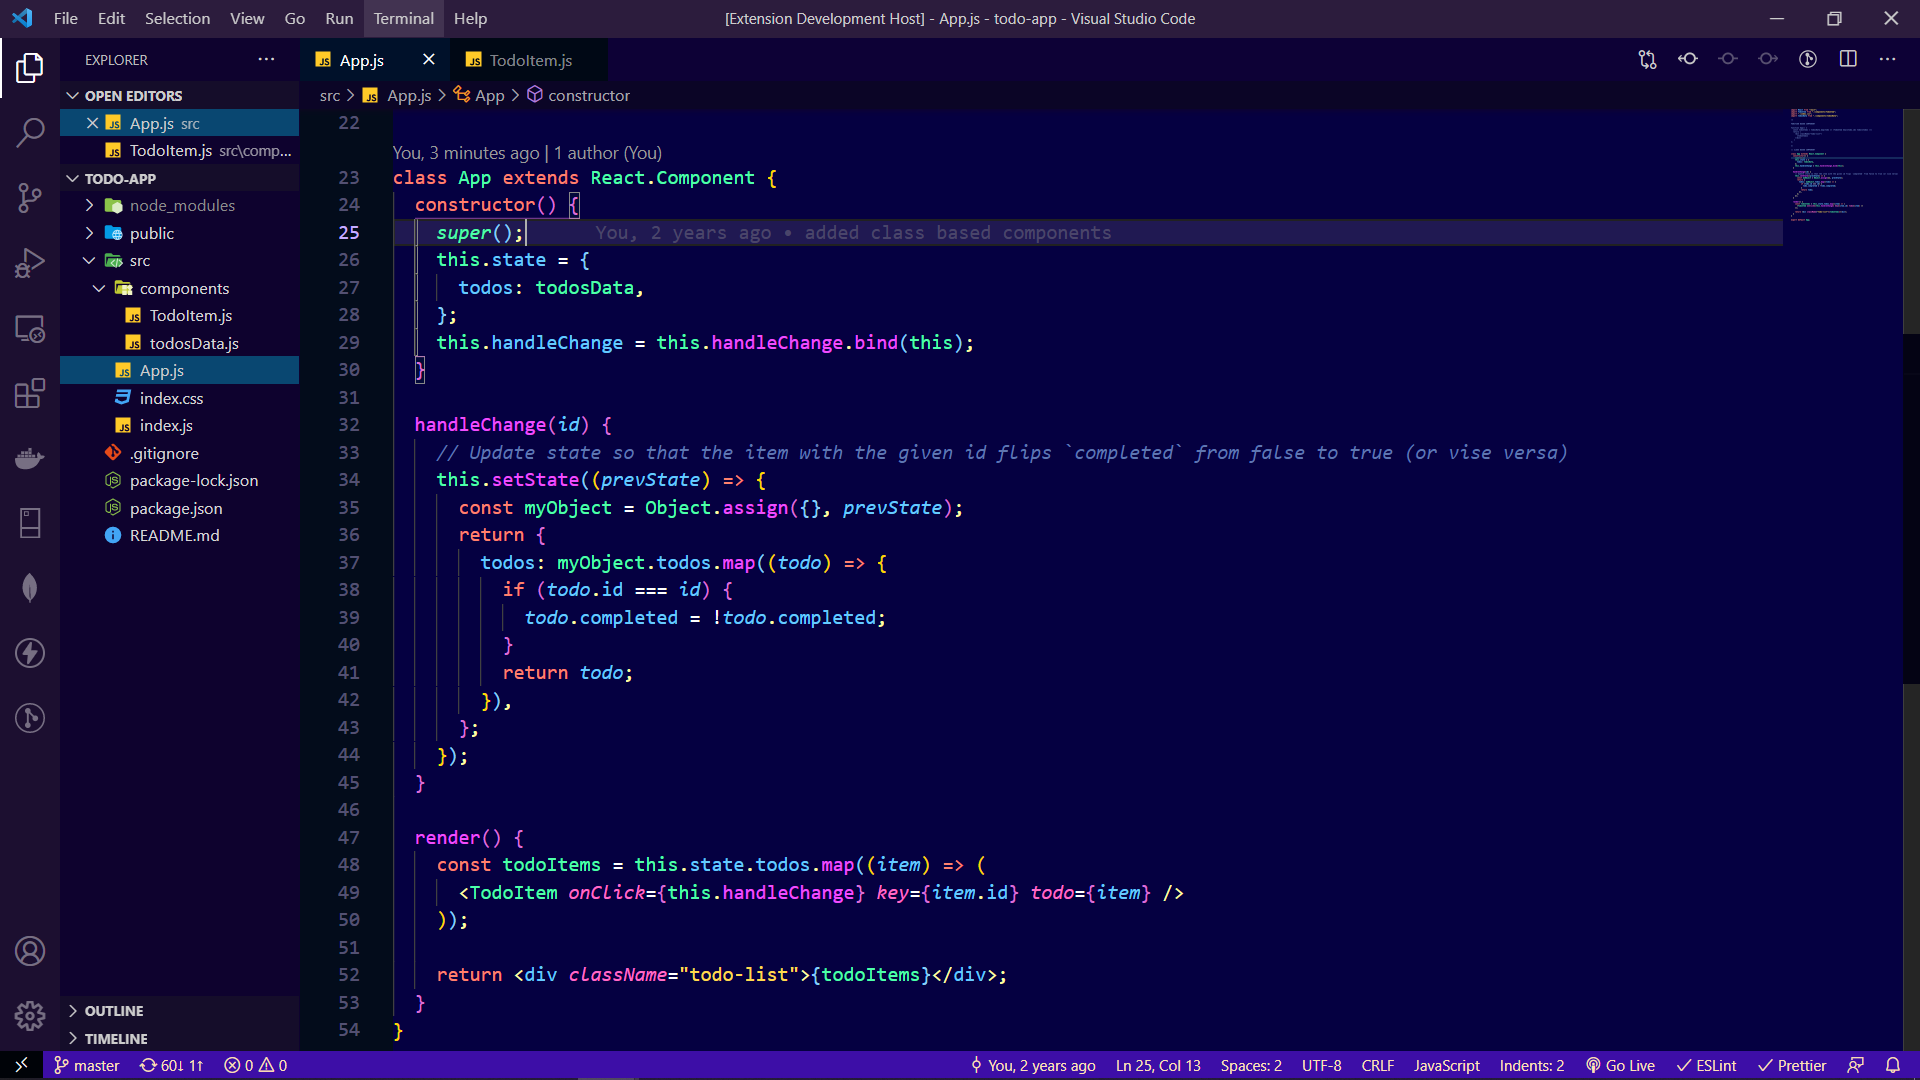 File Edit Selection View Go Run Terminal Help
[Extension Development Host] - App.js - todo-app - Visual Studio Code
EXPLORER
OPEN EDITORS
App.js src
TodoItem.js src\comp...
TODO-APP
node_modules
public
src
components
TodoItem.js
todosData.js
App.js
index.css
index.js
.gitignore
package-lock.json
package.json
README.md
OUTLINE
TIMELINE
App.js TodoItem.js
src > App.js > App > constructor
22
You, 3 minutes ago | 1 author (You)
23 class App extends React.Component {
24 constructor() {
25 super(); You, 2 years ago • added class based components
26 this.state = {
27 todos: todosData,
28 };
29 this.handleChange = this.handleChange.bind(this);
30 }
31
32 handleChange(id) {
33 // Update state so that the item with the given id flips `completed` from false to true (or vise versa)
34 this.setState((prevState) => {
35 const myObject = Object.assign({}, prevState);
36 return {
37 todos: myObject.todos.map((todo) => {
38 if (todo.id === id) {
39 todo.completed = !todo.completed;
40 }
41 return todo;
42 }),
43 };
44 });
45 }
46
47 render() {
48 const todoItems = this.state.todos.map((item) => (
49 <TodoItem onClick={this.handleChange} key={item.id} todo={item} />
50 ));
51
52 return <div className="todo-list">{todoItems}</div>;
53 }
54 }
master 60↓ 1↑ 0 0
You, 2 years ago Ln 25, Col 13 Spaces: 2 UTF-8 CRLF JavaScript Indents: 2 Go Live ESLint Prettier